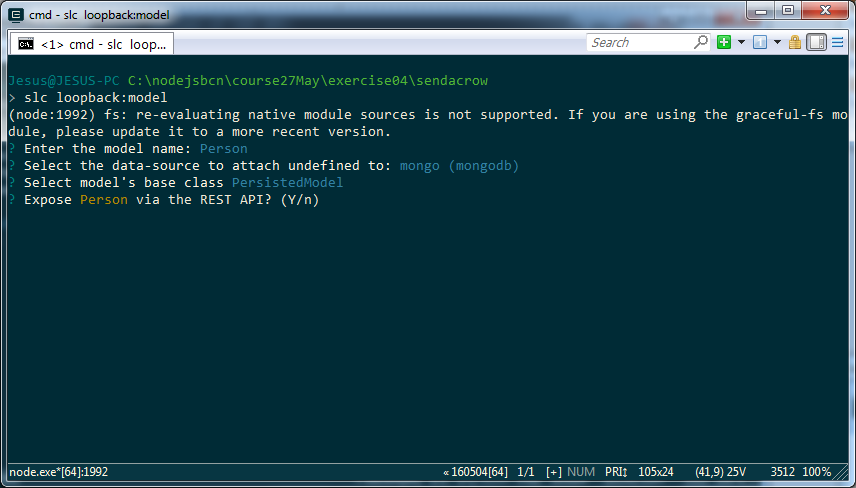 cmd - slc loopback:model
<1> cmd - slc loop...
Search
Jesus@JESUS-PC C:\nodejsbcn\course27May\exercise04\sendacrow
> slc loopback:model
(node:1992) fs: re-evaluating native module sources is not supported. If you are using the graceful-fs mo
dule, please update it to a more recent version.
? Enter the model name: Person
? Select the data-source to attach undefined to: mongo (mongodb)
? Select model's base class PersistedModel
? Expose Person via the REST API? (Y/n)
node.exe*[64]:1992 « 160504[64] 1/1 [+] NUM PRI↕ 105x24 (41,9) 25V 3512 100%